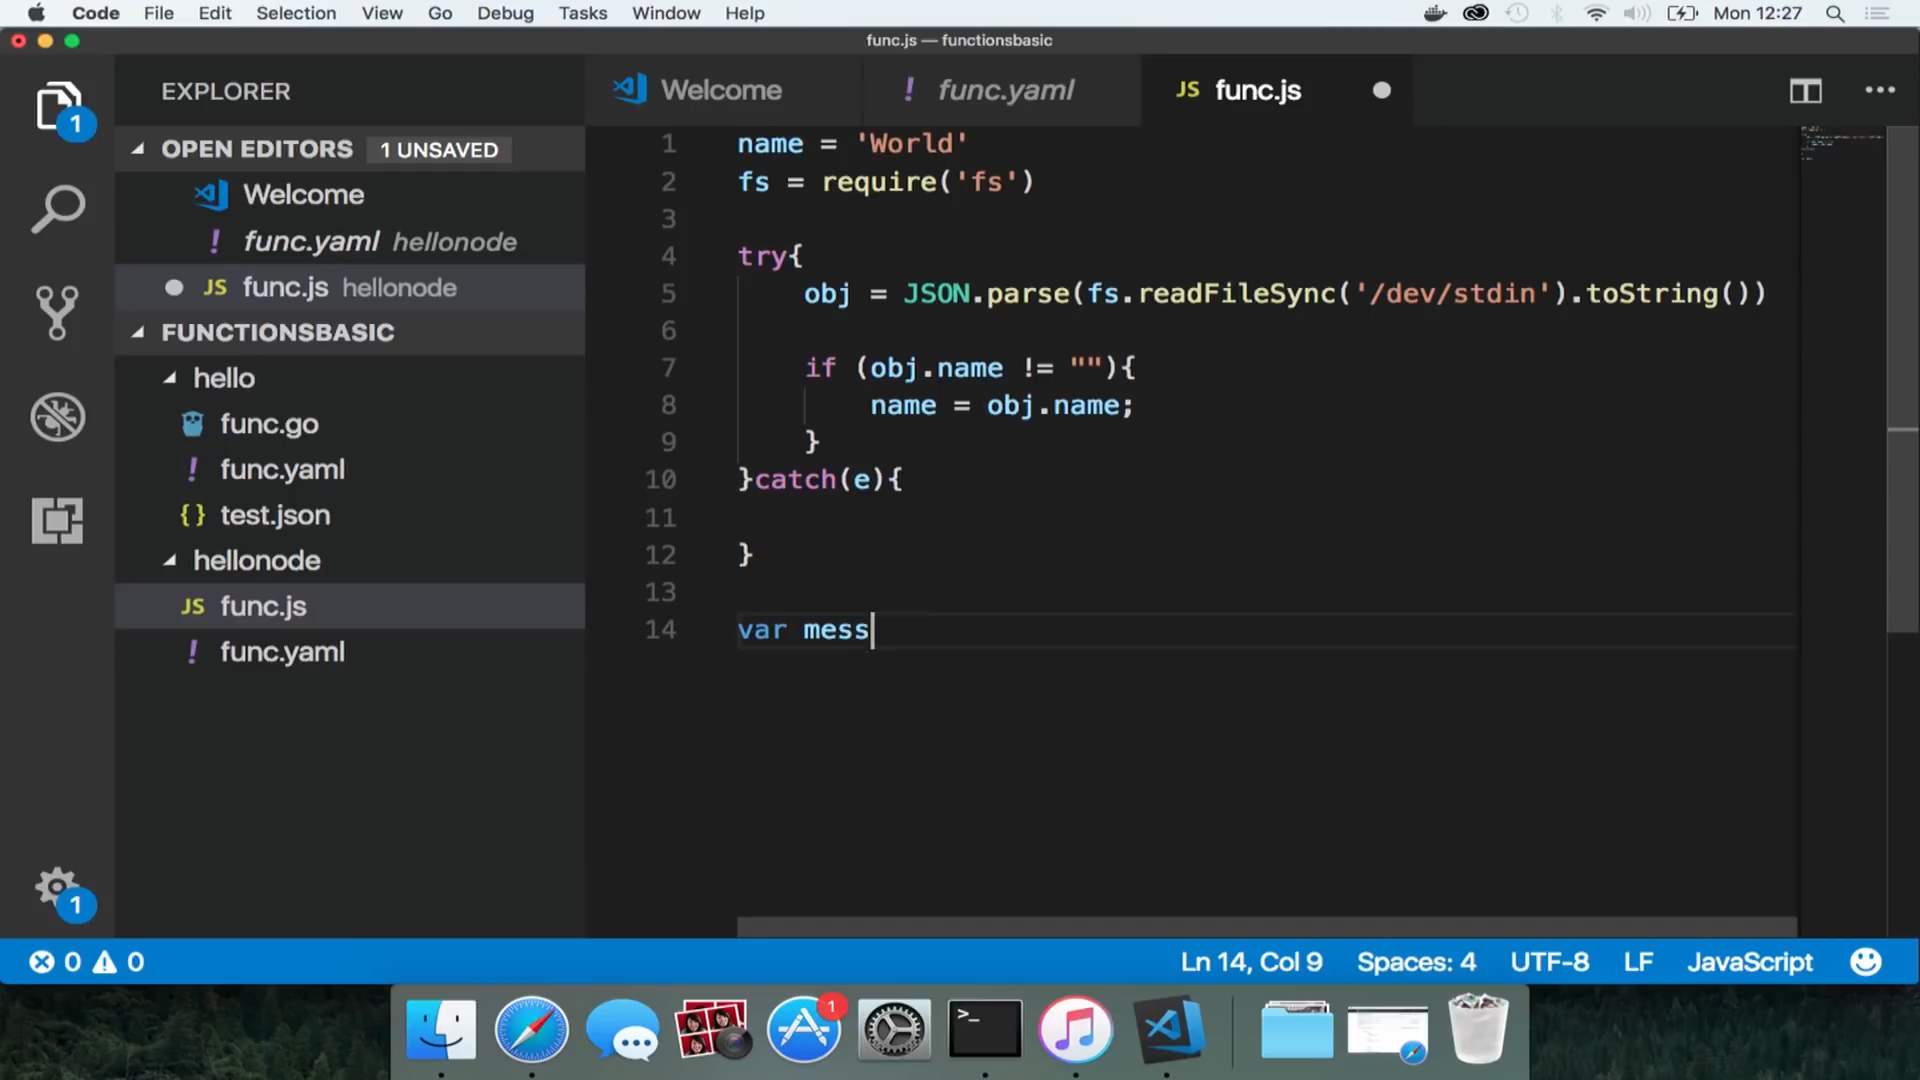 Code File Edit Selection View Go Debug Tasks Window Help Mon 12:27
func.js — functionsbasic
EXPLORER
OPEN EDITORS 1 UNSAVED
Welcome
func.yaml hellonode
func.js hellonode
FUNCTIONSBASIC
hello
func.go
func.yaml
test.json
hellonode
func.js
func.yaml
1
1
Welcome func.yaml JS func.js
1 name = 'World'
2 fs = require('fs')
3
4 try{
5 obj = JSON.parse(fs.readFileSync('/dev/stdin').toString())
6
7 if (obj.name != ""){
8 name = obj.name;
9 }
10 }catch(e){
11
12 }
13
14 var mess
0 0 Ln 14, Col 9 Spaces: 4 UTF-8 LF JavaScript
1